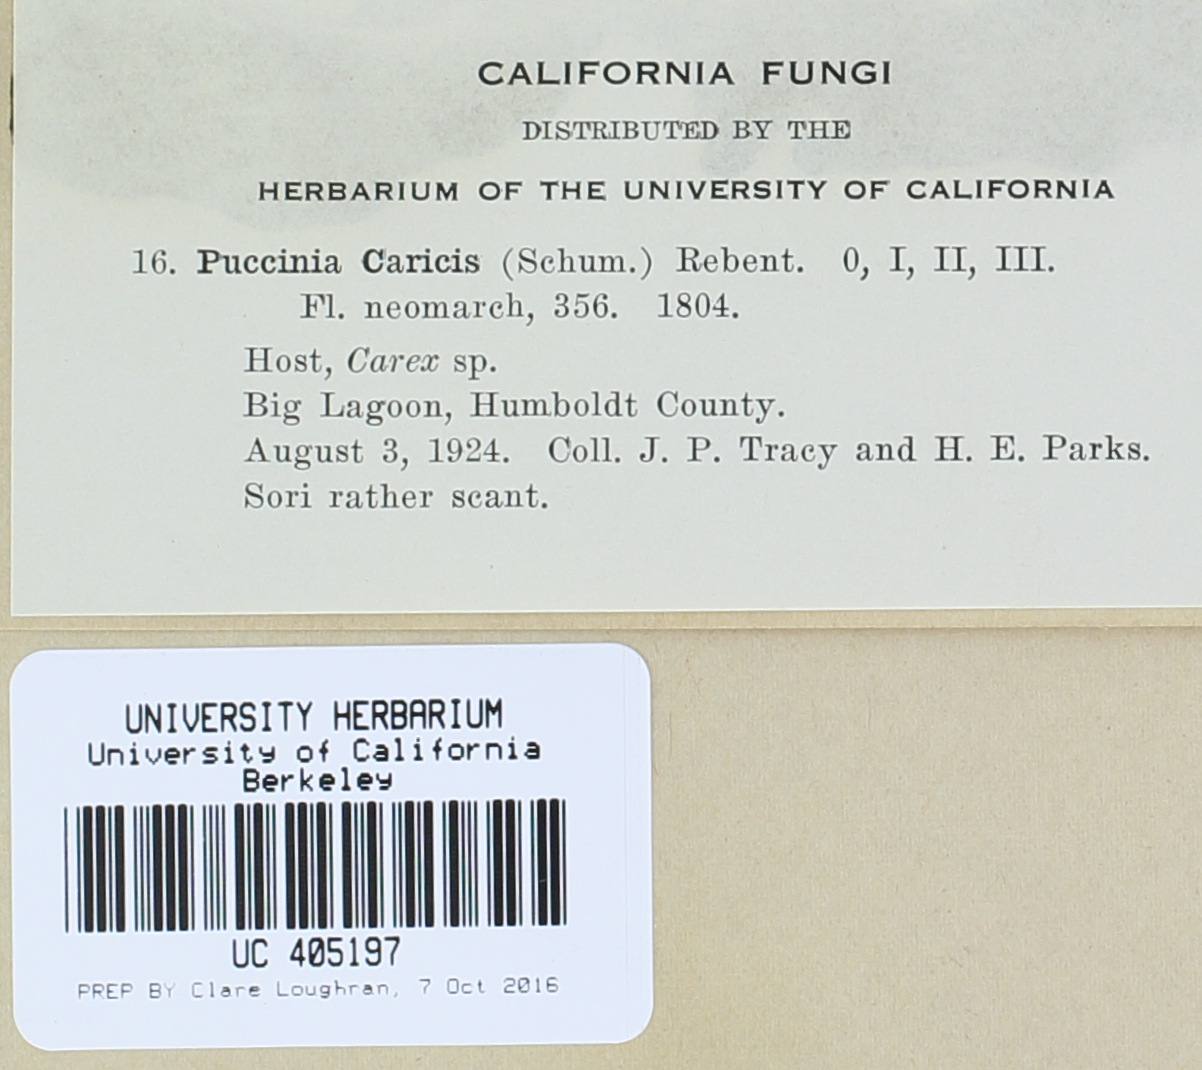 CALIFORNIA FUNGI
DISTRIBUTED BY THE
HERBARIUM OF THE UNIVERSITY OF CALIFORNIA
16. Puccinia Caricis (Schum.) Rebent. 0, I, II, III.
Fl. neomarch, 356. 1804.
Host, Carex sp.
Big Lagoon, Humboldt County.
August 3, 1924. Coll. J. P. Tracy and H. E. Parks.
Sori rather scant.
UNIVERSITY HERBARIUM
University of California
Berkeley
UC 405197
PREP BY Clare Loughran, 7 Oct 2016